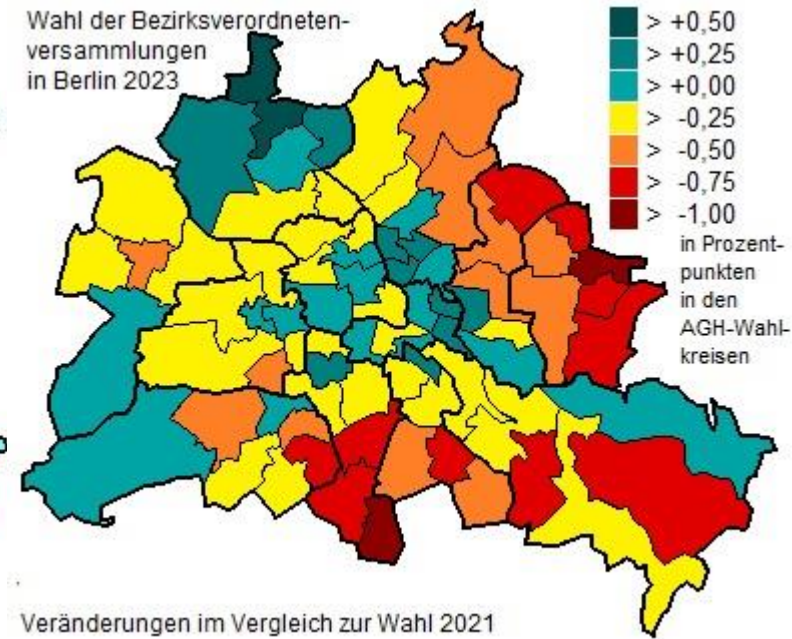 Wahl der Bezirksverordneten-
versammlungen
in Berlin 2023
> +0,50
> +0,25
> +0,00
> -0,25
> -0,50
> -0,75
> -1,00
in Prozent-
punkten
in den
AGH-Wahl-
kreisen
Veränderungen im Vergleich zur Wahl 2021